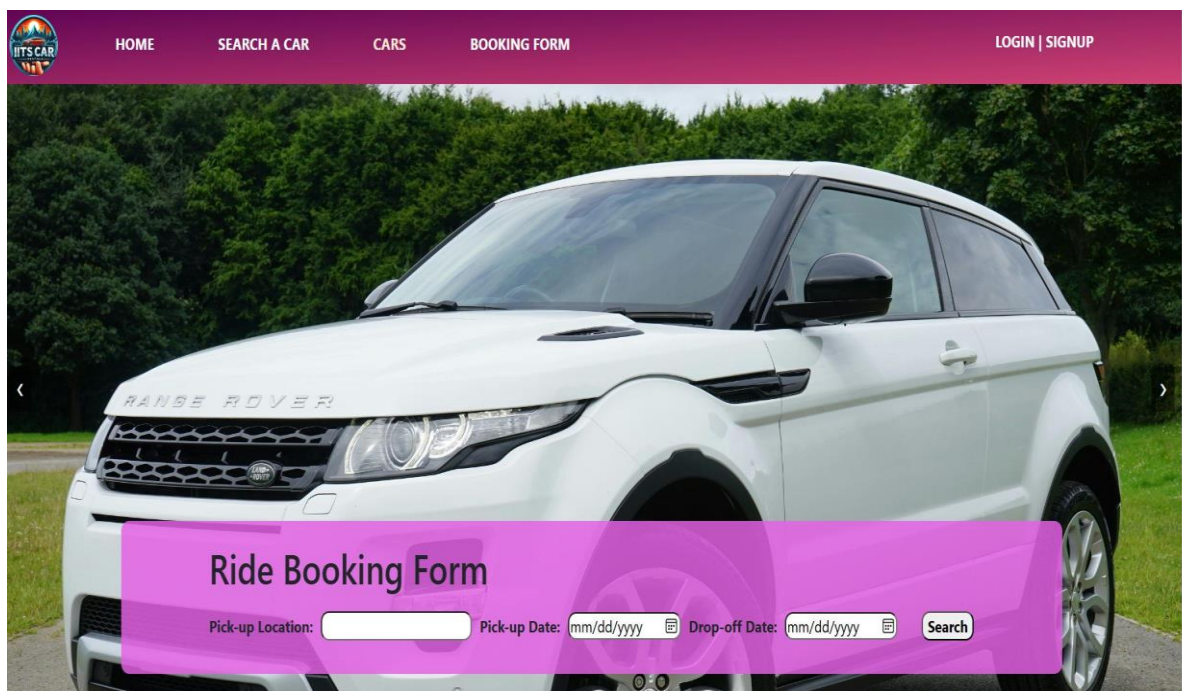 IITS CAR
HOME SEARCH A CAR CARS BOOKING FORM LOGIN | SIGNUP
RANGE ROVER
LAND-
-ROVER
Ride Booking Form
Pick-up Location: Pick-up Date: mm/dd/yyyy Drop-off Date: mm/dd/yyyy Search